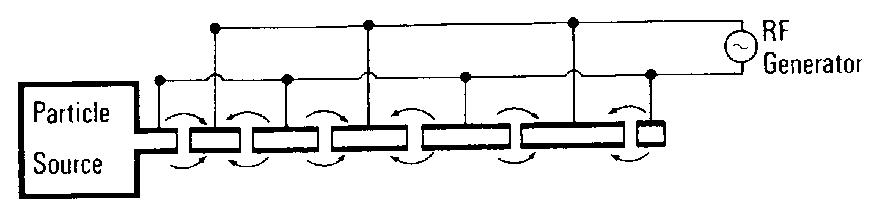 RF
Generator
Particle
Source